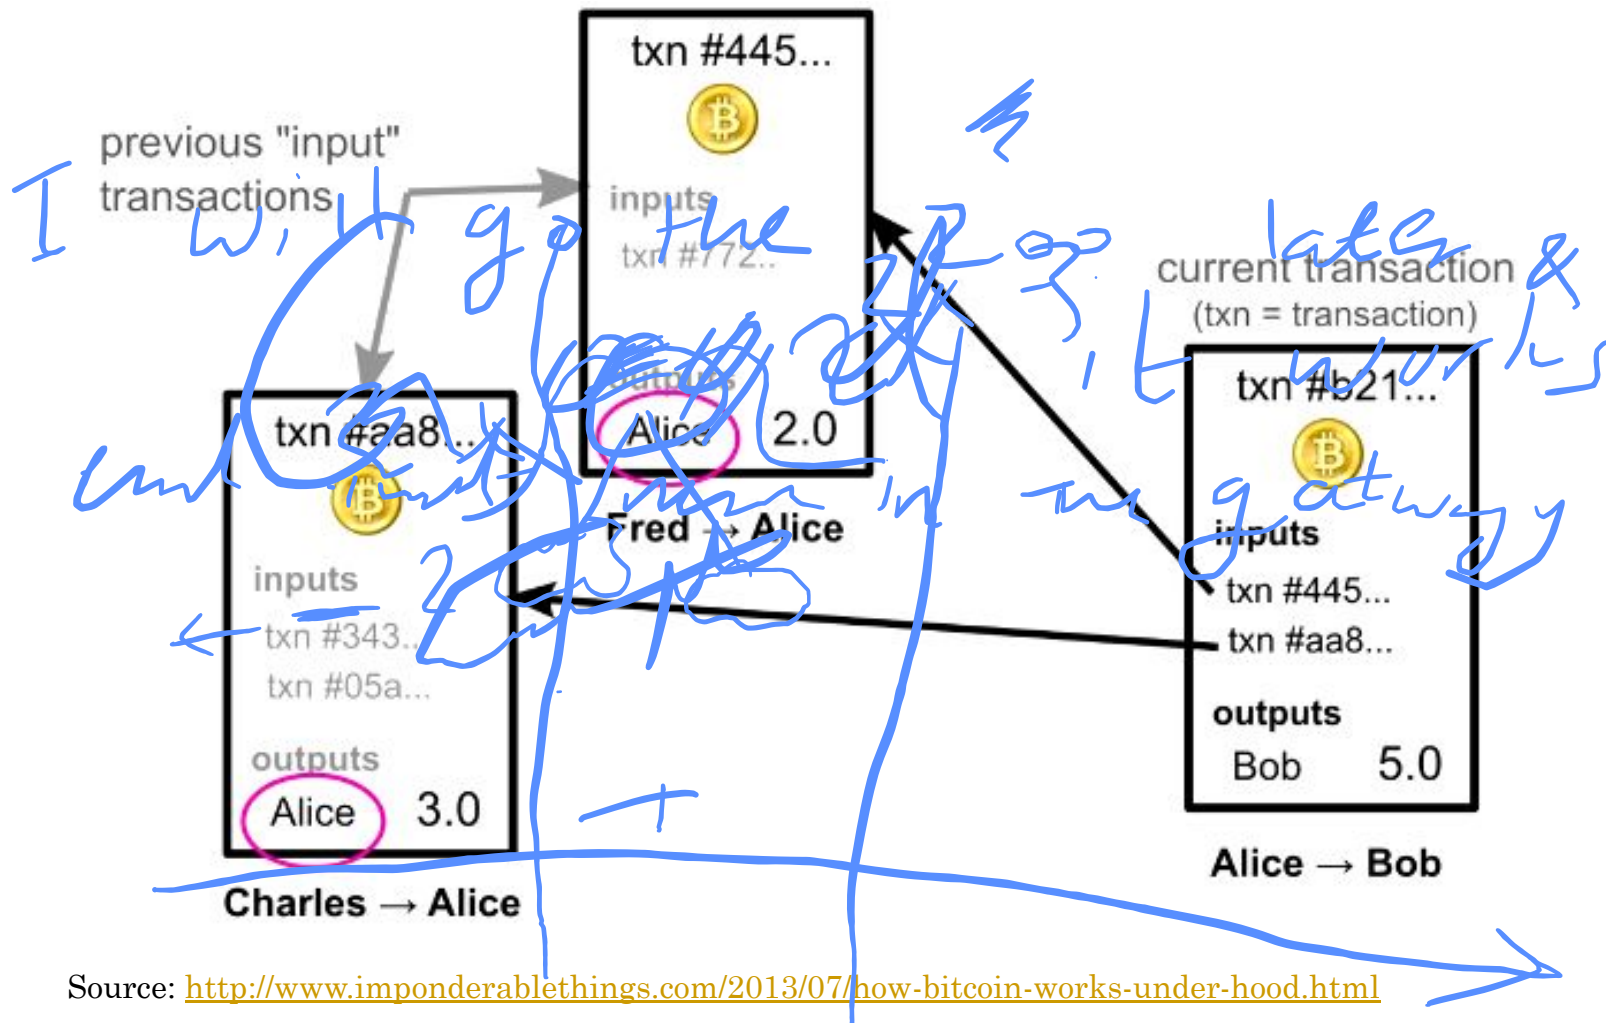 txn #445...
previous "input"
transactions
inputs
txn #772..
I will go the later &
current transaction
(txn = transaction)
outputs
it works
txn #b21...
txn #aa8...
Alice 2.0
and in
Fred → Alice
inputs
inputs
txn #445...
txn #343...
txn #aa8...
txn #05a...
outputs
outputs
Bob 5.0
Alice 3.0
Alice → Bob
Charles → Alice
Source: http://www.imponderablethings.com/2013/07/how-bitcoin-works-under-hood.html